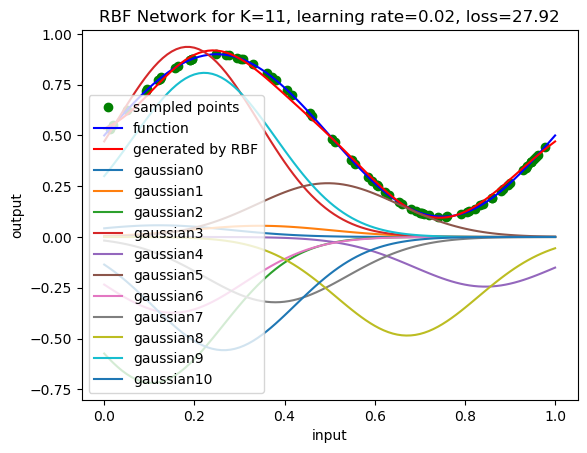 RBF Network for K=11, learning rate=0.02, loss=27.92
1.00
0.75
0.50
0.25
0.00
−0.25
−0.50
−0.75
output
sampled points
function
generated by RBF
gaussian0
gaussian1
gaussian2
gaussian3
gaussian4
gaussian5
gaussian6
gaussian7
gaussian8
gaussian9
gaussian10
0.0 0.2 0.4 0.6 0.8 1.0
input